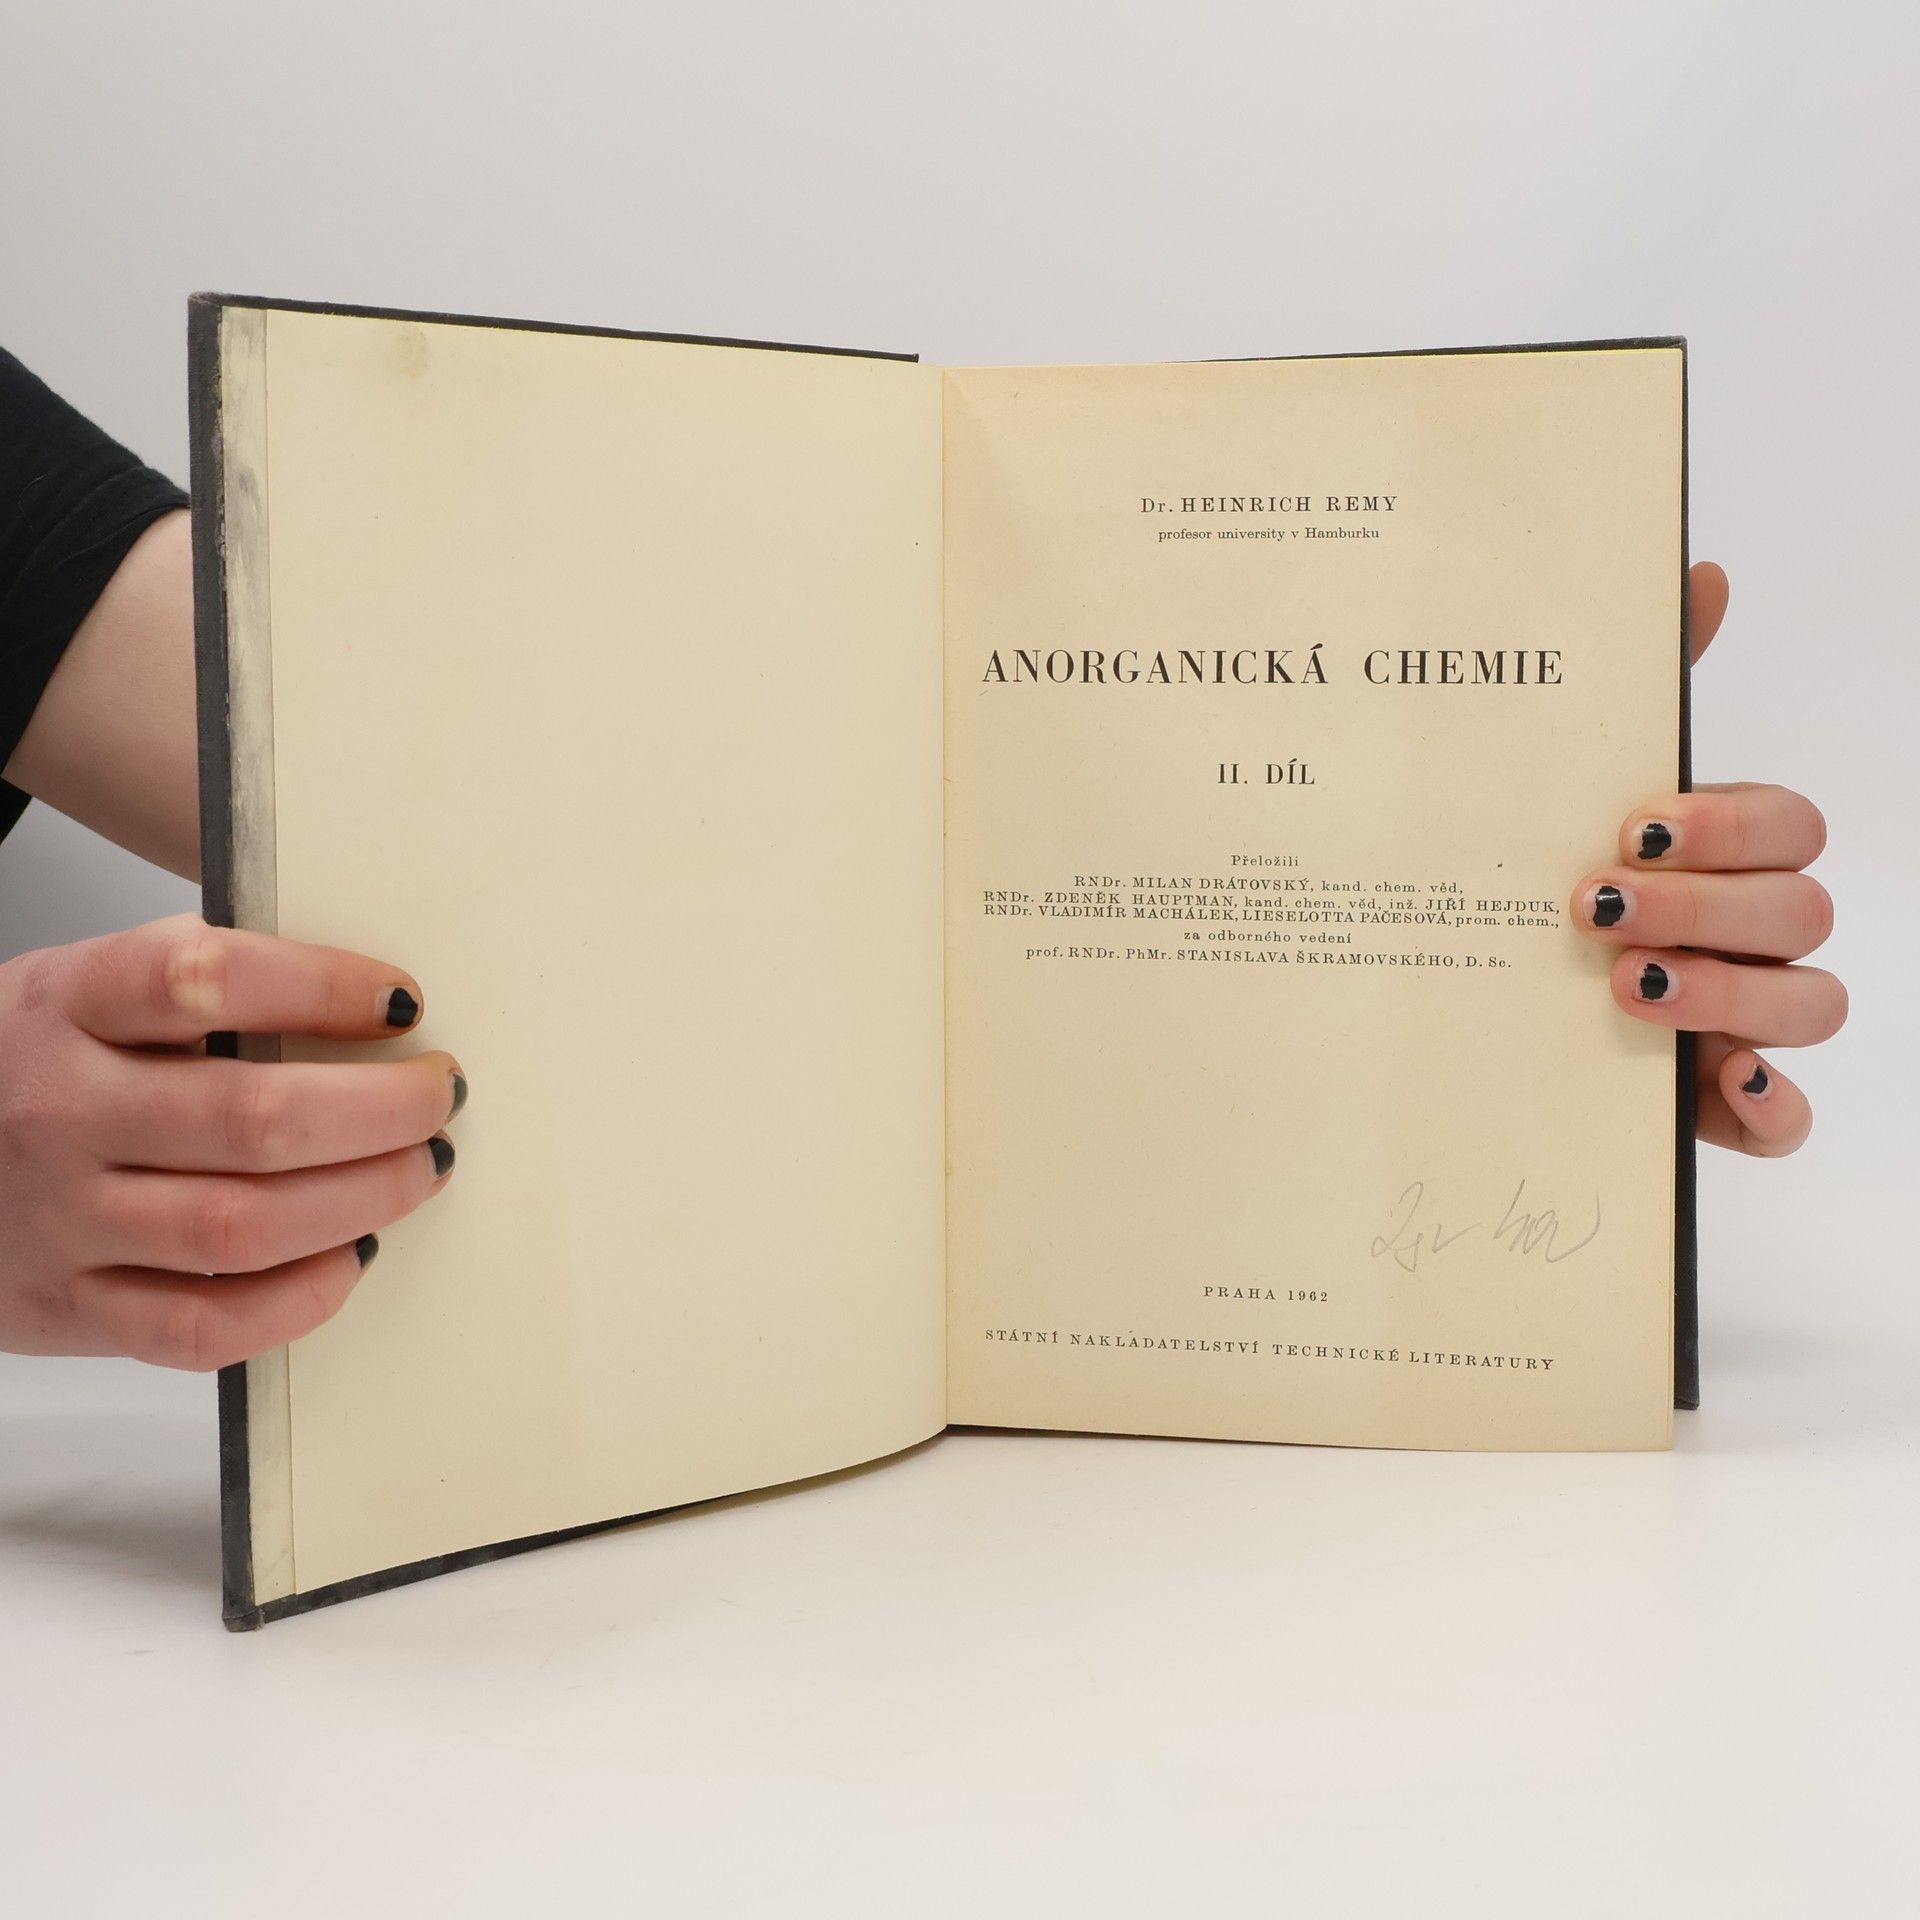 Dr. HEINRICH REMY
profesor university v Hamburku
ANORGANICKÁ CHEMIE
II. DÍL
Přeložili
RNDr. MILAN DRÁTOVSKÝ, kand. chem. věd,
RNDr. ZDENĚK HAUPTMAN, kand. chem. věd, inž. JIŘÍ HEJDUK,
RNDr. VLADIMÍR MACHÁLEK, LIESELOTTA PAČESOVÁ, prom. chem.,
za odborného vedení
prof. RNDr. PhMr. STANISLAVA ŠKRAMOVSKÉHO, D. Sc.
PRAHA 1962
STÁTNÍ NAKLADATELSTVÍ TECHNICKÉ LITERATURY